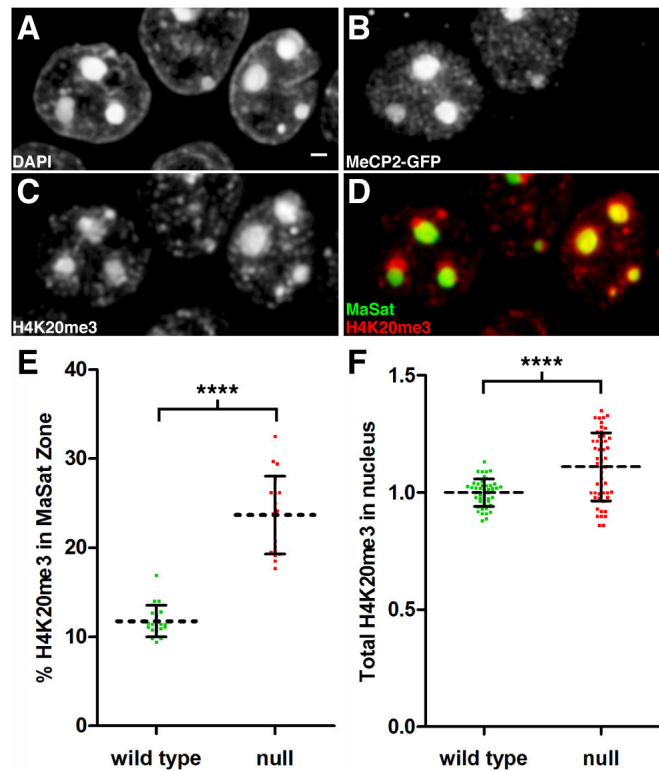 A
B
DAPI
MeCP2-GFP
C
D
H4K20me3
MaSat
H4K20me3
E
F
% H4K20me3 in MaSat Zone
40
30
20
10
0
****
wild type
null
Total H4K20me3 in nucleus
1.5
1.0
0.5
0.0
****
wild type
null